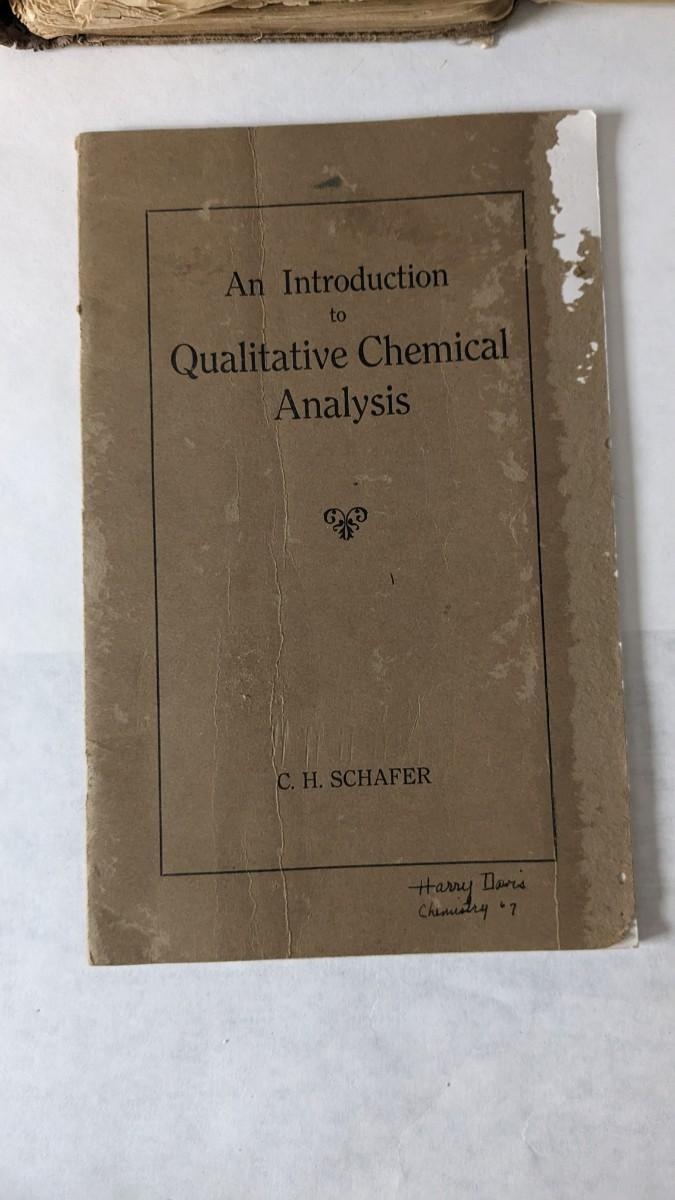 An Introduction
to
Qualitative Chemical
Analysis
C. H. SCHAFER
Harry Davis
Chemistry "7